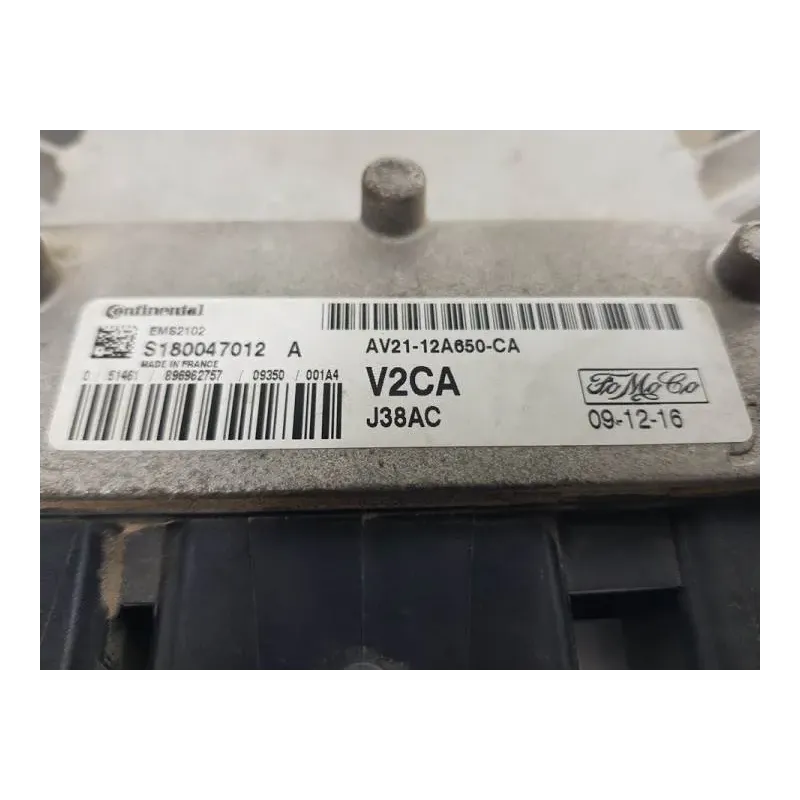 Continental
EMS2102
S180047012 A
MADE IN FRANCE
0 51461 / 896962757 / 09350 / 001A4
AV21-12A650-CA
V2CA
J38AC
FoMoCo
09-12-16